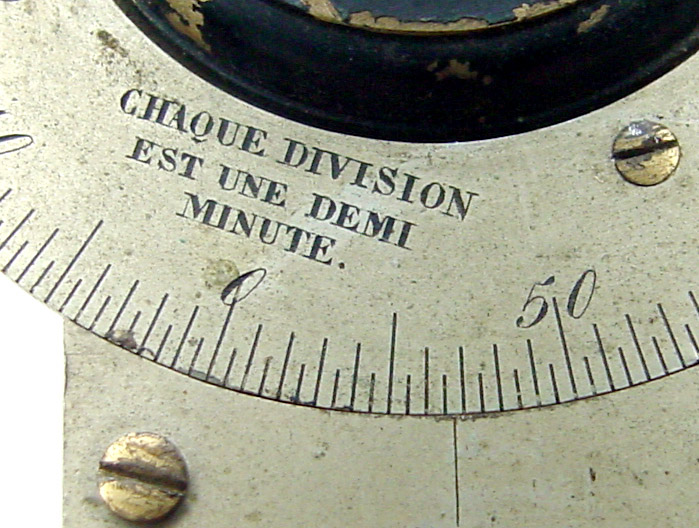 CHAQUE DIVISION
EST UNE DEMI
MINUTE.
0 50